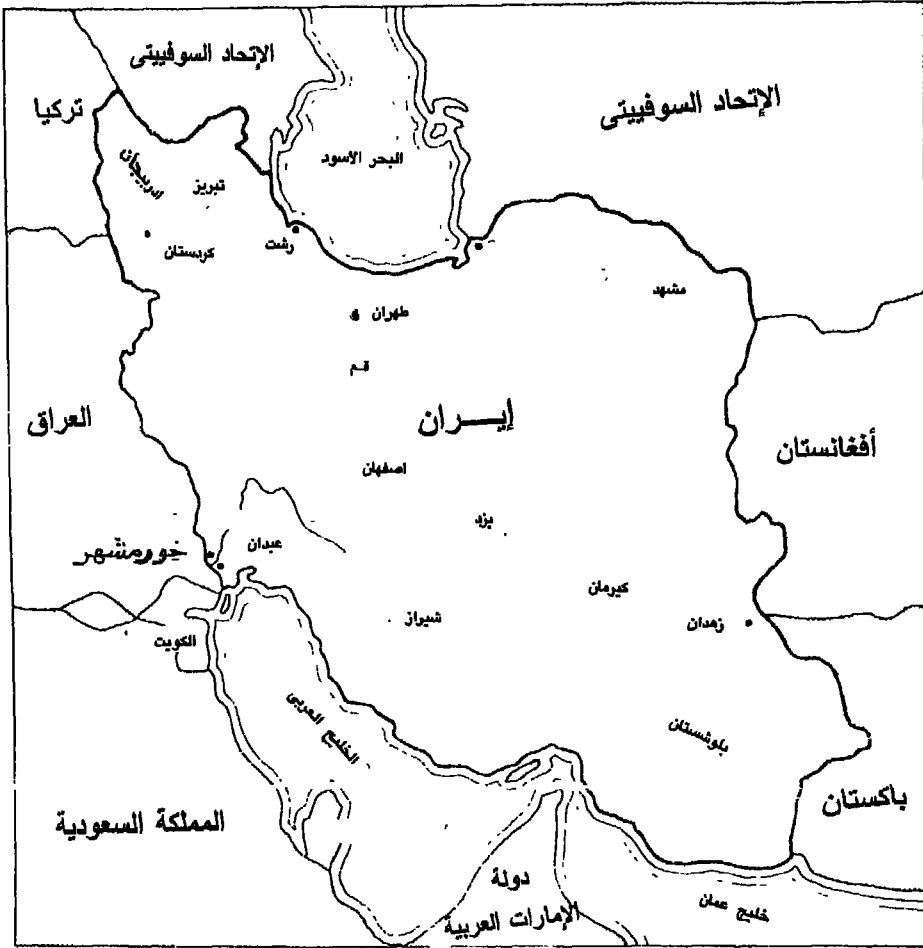 الإتحاد السوفييتى
الإتحاد السوفييتى
تركيا
البحر الأسود
تبريز
كردستان
رشت
مشهد
طهران
قم
إيـــران
العراق
أفغانستان
اصفهان
يزد
عبدان
خورمشهر
كيرمان
شيراز
زهدان
الكويت
الخليج العربى
بلوشستان
باكستان
المملكة السعودية
دولة
الإمارات العربية
خليج عمان